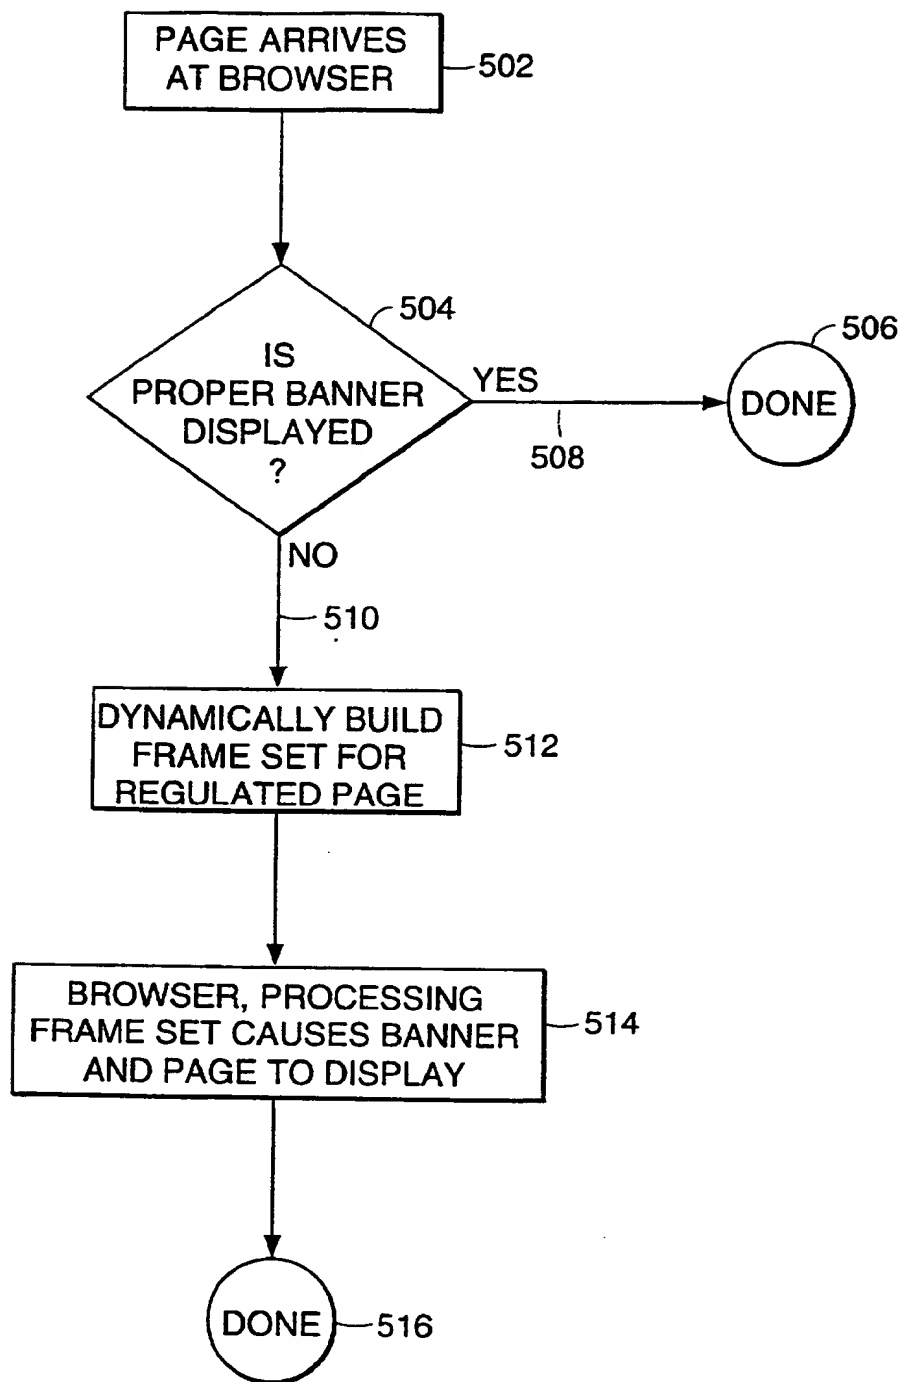 PAGE ARRIVES
AT BROWSER
502
504
IS
PROPER BANNER
DISPLAYED
?
YES
508
506
DONE
NO
510
DYNAMICALLY BUILD
FRAME SET FOR
REGULATED PAGE
512
BROWSER, PROCESSING
FRAME SET CAUSES BANNER
AND PAGE TO DISPLAY
514
DONE
516